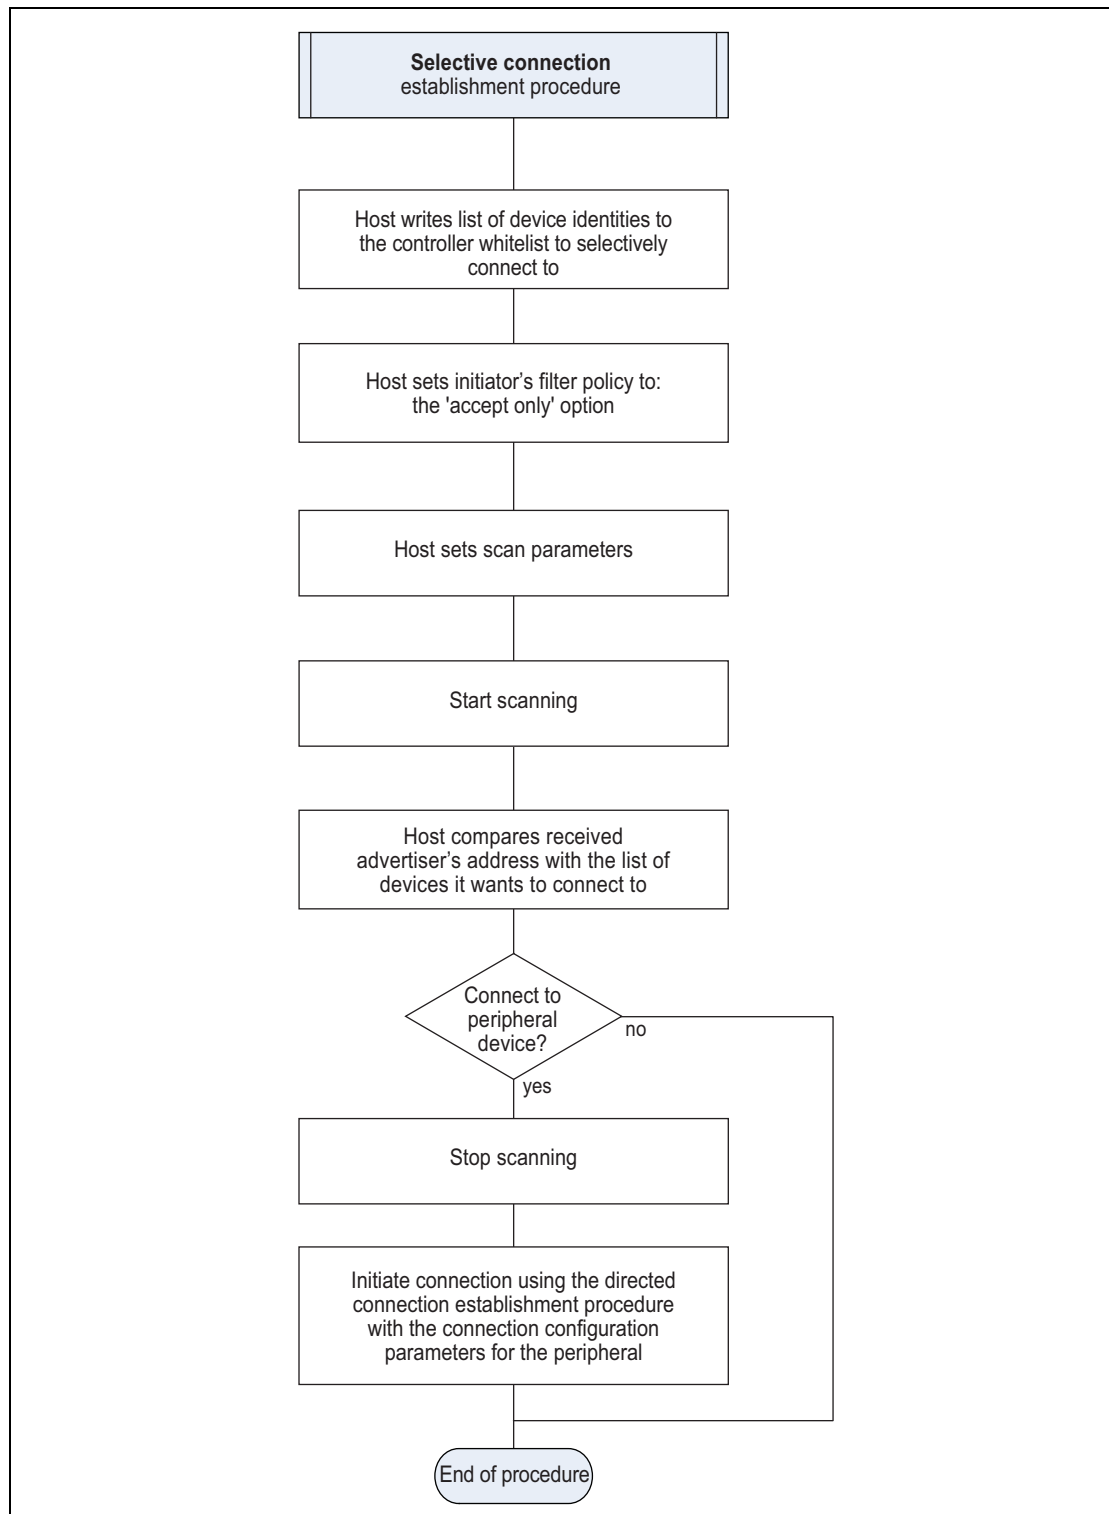 Selective connection
establishment procedure
Host writes list of device identities to
the controller whitelist to selectively
connect to
Host sets initiator’s filter policy to:
the 'accept only' option
Host sets scan parameters
Start scanning
Host compares received
advertiser’s address with the list of
devices it wants to connect to
Connect to
peripheral
device?
no
yes
Stop scanning
Initiate connection using the directed
connection establishment procedure
with the connection configuration
parameters for the peripheral
End of procedure